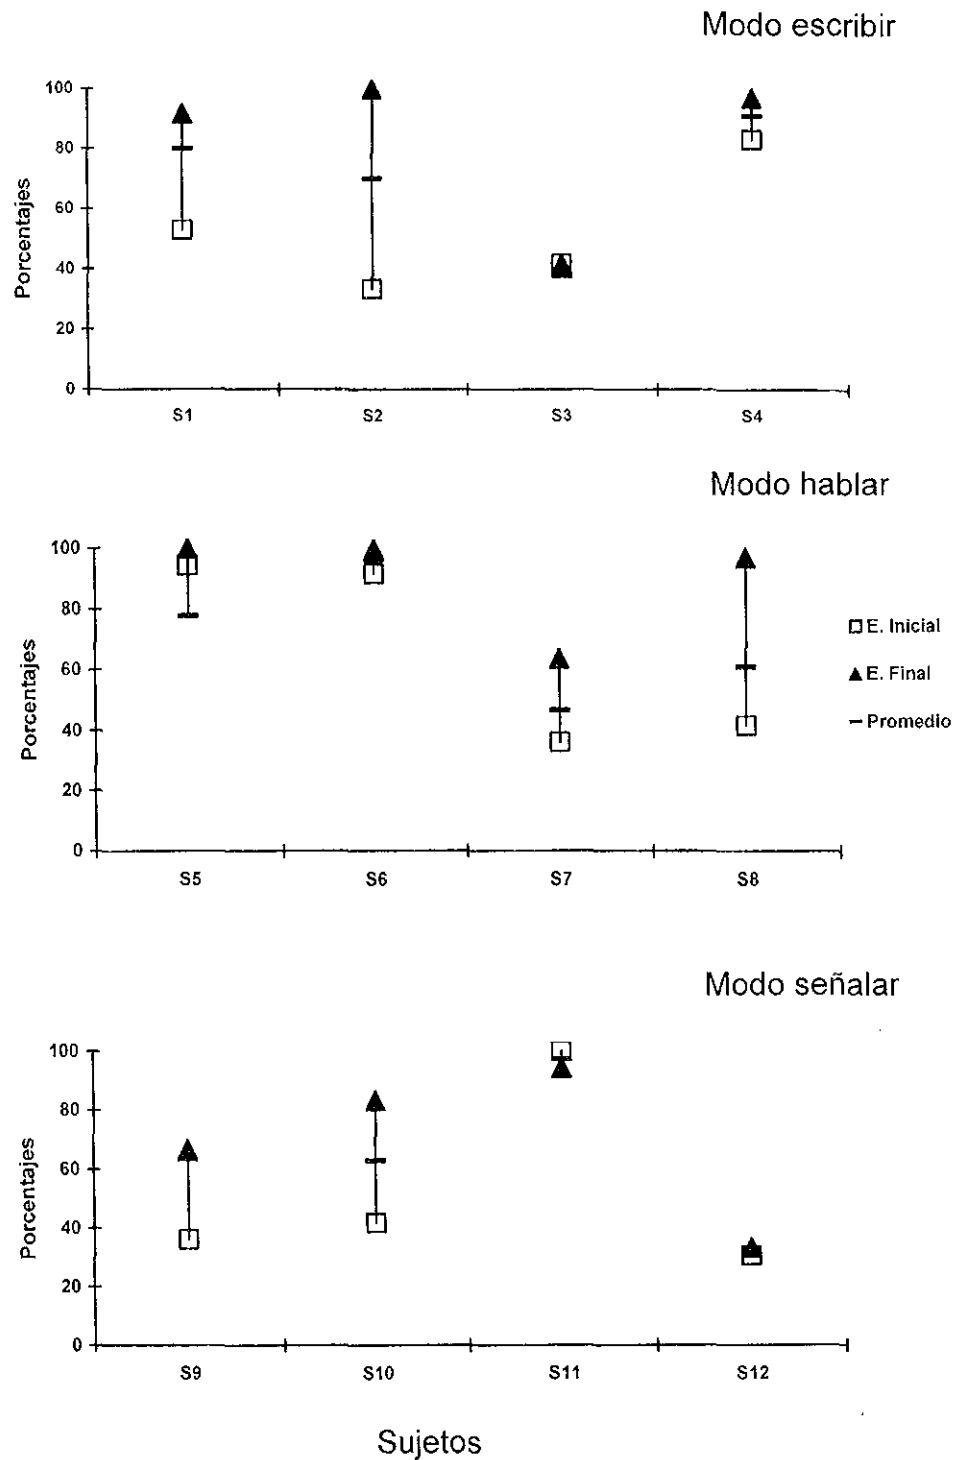 Modo escribir
Porcentajes
100
80
60
40
20
0
S1 S2 S3 S4
Modo hablar
Porcentajes
100
80
60
40
20
0
S5 S6 S7 S8
E. Inicial
E. Final
Promedio
Modo señalar
Porcentajes
100
80
60
40
20
0
S9 S10 S11 S12
Sujetos